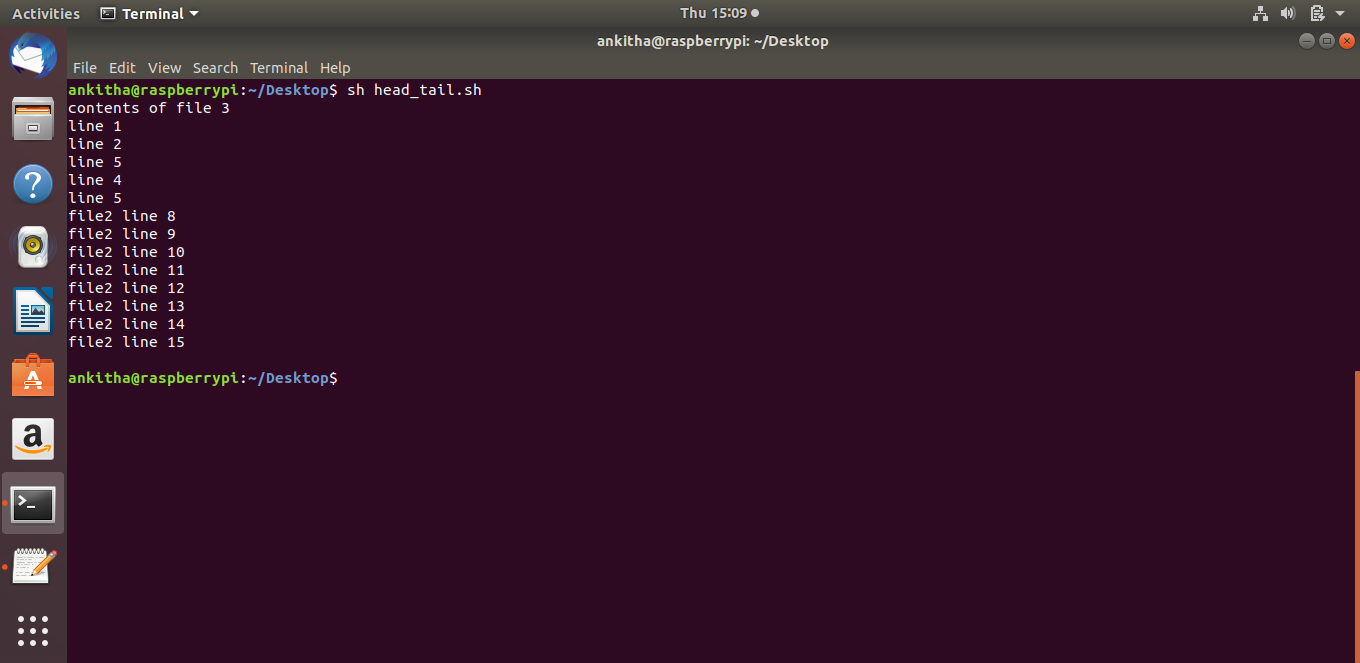 Activities Terminal Thu 15:09
ankitha@raspberrypi: ~/Desktop
File Edit View Search Terminal Help
ankitha@raspberrypi:~/Desktop$ sh head_tail.sh
contents of file 3
line 1
line 2
line 5
line 4
line 5
file2 line 8
file2 line 9
file2 line 10
file2 line 11
file2 line 12
file2 line 13
file2 line 14
file2 line 15
ankitha@raspberrypi:~/Desktop$